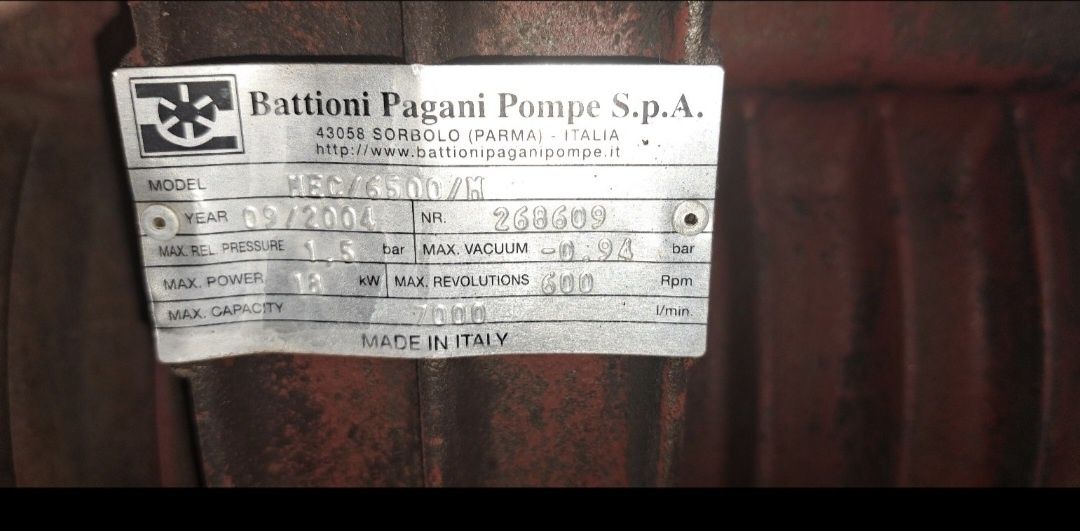 Battioni Pagani Pompe S.p.A.
43058 SORBOLO (PARMA) - ITALIA
http://www.battionipaganipompe.it
MODEL MEC/6500/M
YEAR 09/2004 NR. 268609
MAX. REL. PRESSURE 1,5 bar MAX. VACUUM -0,94 bar
MAX. POWER 18 kW MAX. REVOLUTIONS 600 Rpm
MAX. CAPACITY 7000 l/min.
MADE IN ITALY